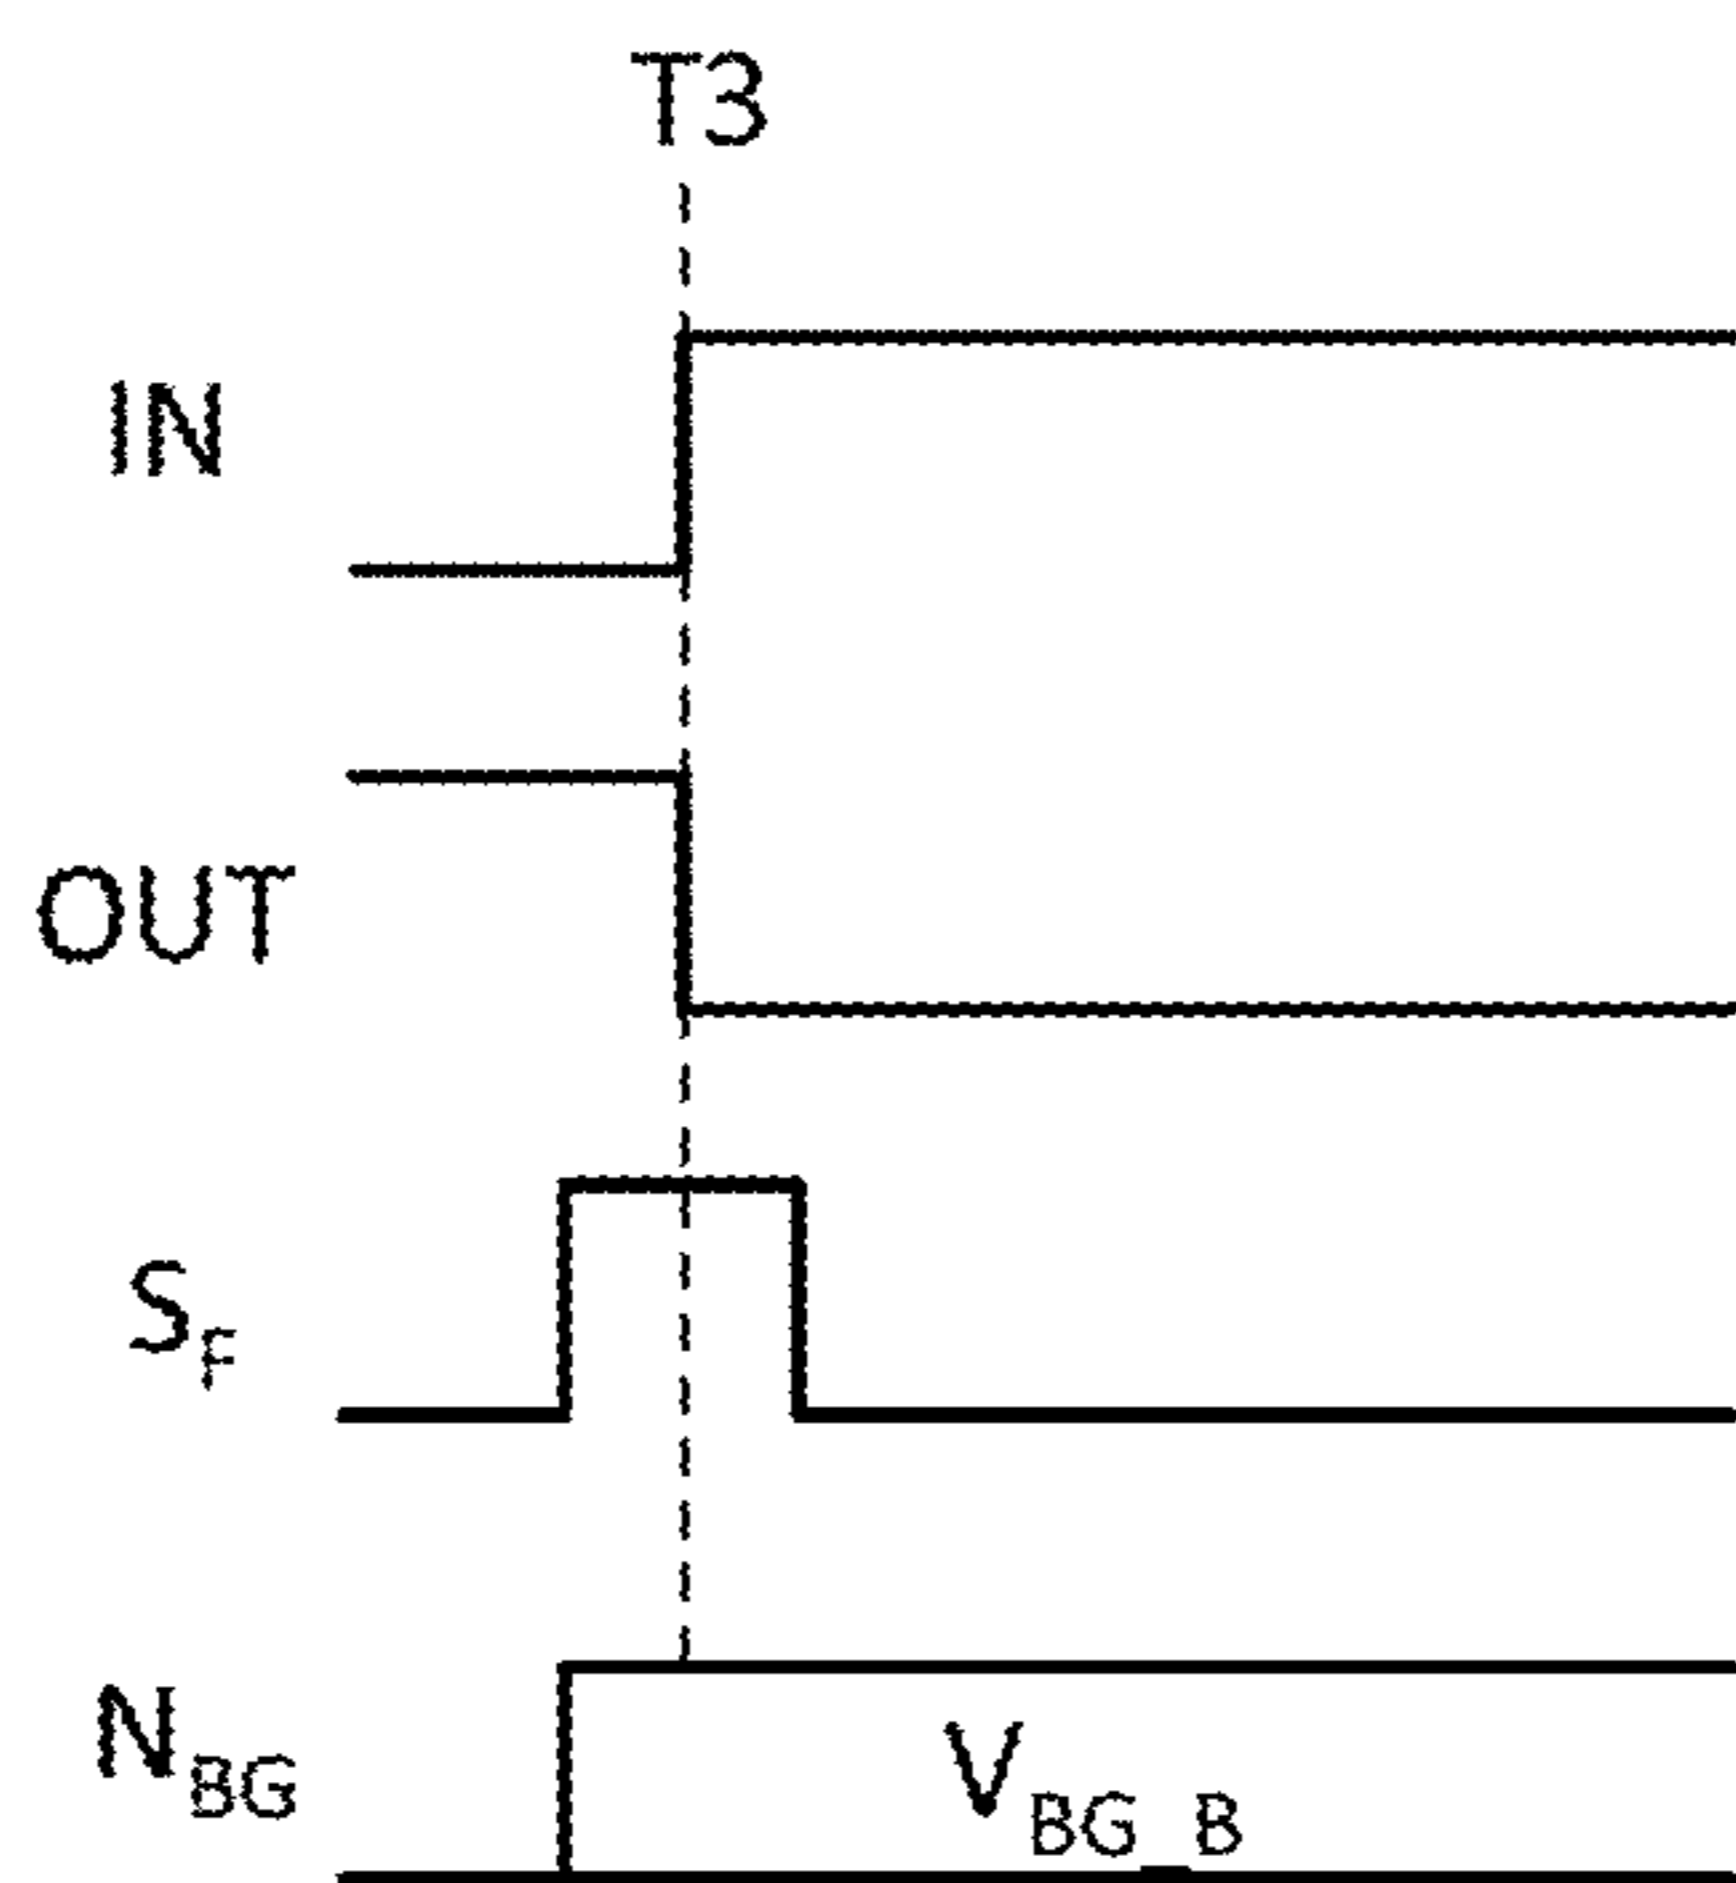 T3
IN
OUT
S_F
N_BG
V_BG_B